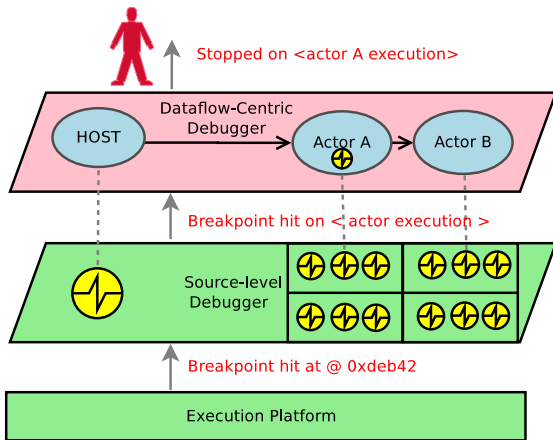 Stopped on <actor A execution>
Dataflow-Centric
Debugger
HOST
Actor A
Actor B
Breakpoint hit on < actor execution >
Source-level
Debugger
Breakpoint hit at @ 0xdeb42
Execution Platform